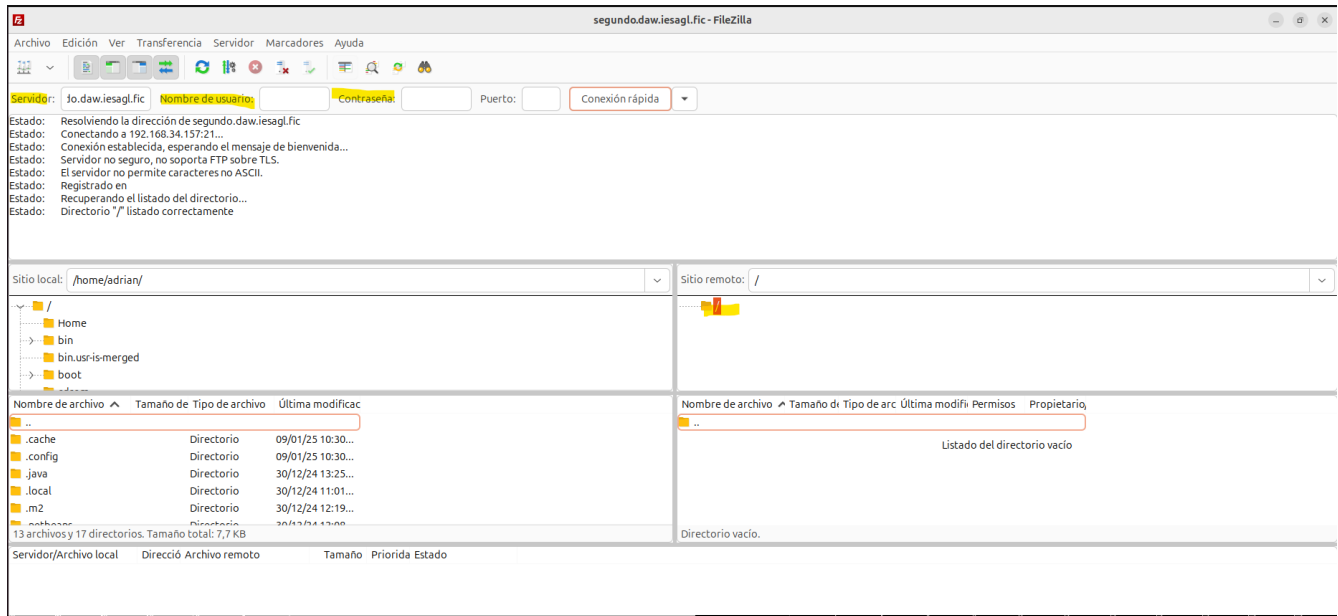 segundo.daw.iesagl.fic - FileZilla
Archivo Edición Ver Transferencia Servidor Marcadores Ayuda
Servidor: do.daw.iesagl.fic Nombre de usuario: Contraseña: Puerto: Conexión rápida
Estado: Resolviendo la dirección de segundo.daw.iesagl.fic
Estado: Conectando a 192.168.34.157:21...
Estado: Conexión establecida, esperando el mensaje de bienvenida...
Estado: Servidor no seguro, no soporta FTP sobre TLS.
Estado: El servidor no permite caracteres no ASCII.
Estado: Registrado en
Estado: Recuperando el listado del directorio...
Estado: Directorio "/" listado correctamente
Sitio local: /home/adrian/
/
Home
bin
bin.usr-is-merged
boot
Nombre de archivo Tamaño de Tipo de archivo Última modificac
..
.cache Directorio 09/01/25 10:30...
.config Directorio 09/01/25 10:30...
.java Directorio 30/12/24 13:25...
.local Directorio 30/12/24 11:01...
.m2 Directorio 30/12/24 12:19...
13 archivos y 17 directorios. Tamaño total: 7,7 KB
Sitio remoto: /
/
Nombre de archivo Tamaño de Tipo de arc Última modifi Permisos Propietario
..
Listado del directorio vacío
Directorio vacío.
Servidor/Archivo local Direcció Archivo remoto Tamaño Priorida Estado